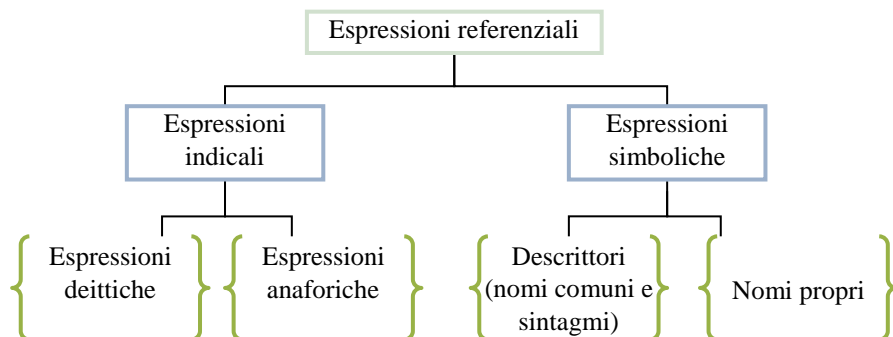 Espressioni referenziali
Espressioni
indicali
Espressioni
simboliche
Espressioni
deittiche
Espressioni
anaforiche
Descrittori
(nomi comuni e
sintagmi)
Nomi propri